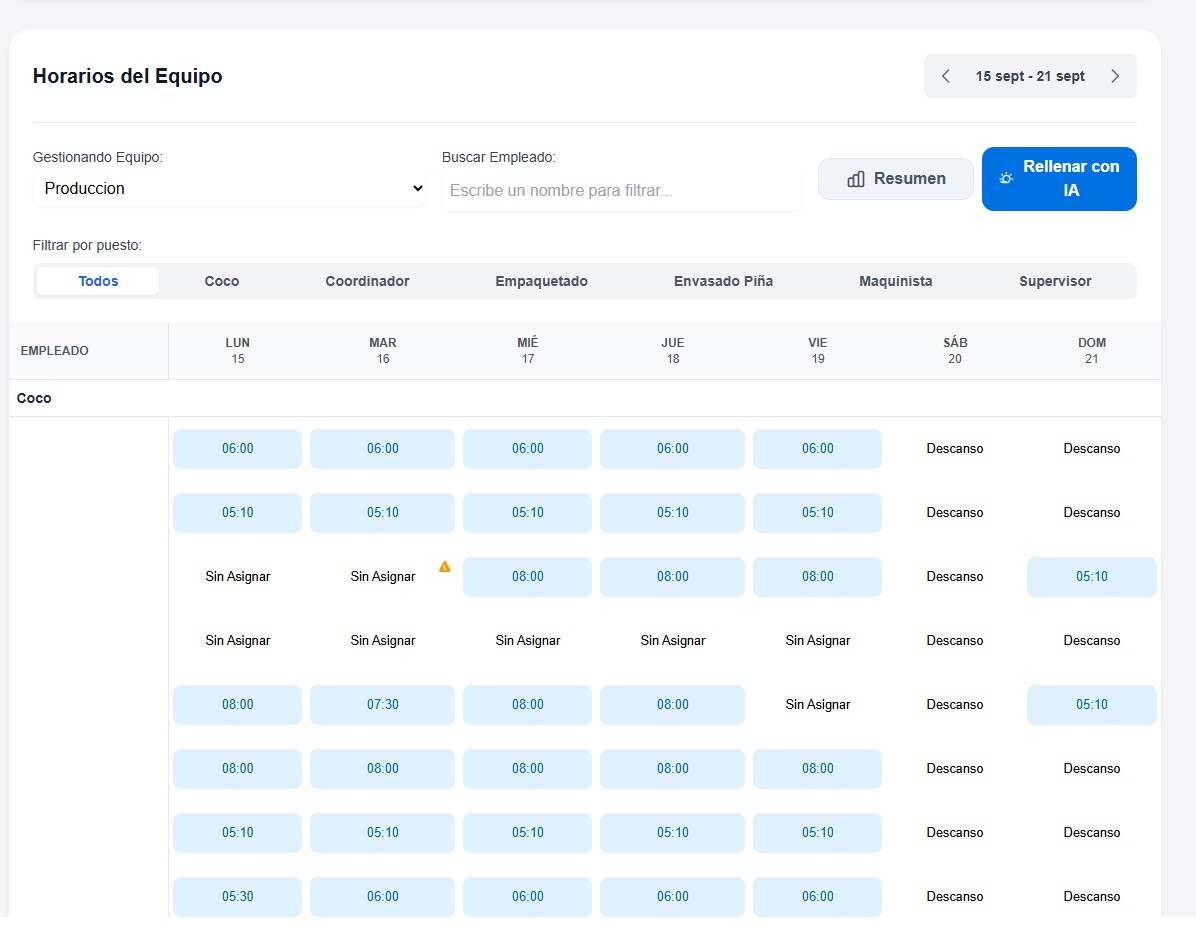 Horarios del Equipo
15 sept - 21 sept
Gestionando Equipo:
Produccion
Buscar Empleado:
Escribe un nombre para filtrar...
Resumen
Rellenar con
IA
Filtrar por puesto:
Todos Coco Coordinador Empaquetado Envasado Piña Maquinista Supervisor
EMPLEADO LUN MAR MIÉ JUE VIE SÁB DOM
15 16 17 18 19 20 21
Coco
06:00 06:00 06:00 06:00 06:00 Descanso Descanso
05:10 05:10 05:10 05:10 05:10 Descanso Descanso
Sin Asignar Sin Asignar 08:00 08:00 08:00 Descanso 05:10
Sin Asignar Sin Asignar Sin Asignar Sin Asignar Sin Asignar Descanso Descanso
08:00 07:30 08:00 08:00 Sin Asignar Descanso 05:10
08:00 08:00 08:00 08:00 08:00 Descanso Descanso
05:10 05:10 05:10 05:10 05:10 Descanso Descanso
05:30 06:00 06:00 06:00 06:00 Descanso Descanso